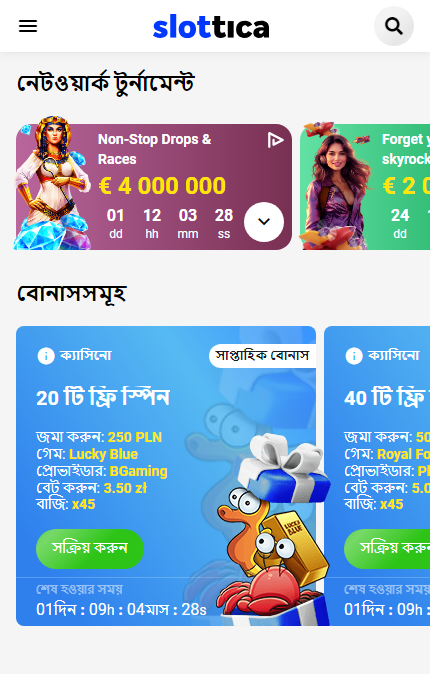 slottica
নেটওয়ার্ক টুর্নামেন্ট
Non-Stop Drops &
Races
€ 4 000 000
01 12 03 28
dd hh mm ss
Forget
skyrock
€ 2
24
dd
বোনাসসমূহ
ক্যাসিনো
সাপ্তাহিক বোনাস
20 টি ফ্রি স্পিন
জমা করুন: 250 PLN
গেম: Lucky Blue
প্রোভাইডার: BGaming
বেট করুন: 3.50 zł
বাজি: x45
সক্রিয় করুন
শেষ হওয়ার সময়
01দিন : 09h : 04মাস : 28s
LUCKY
BLUE
ক্যাসিনো
40 টি ফ্রি
জমা করুন: 50
গেম: Royal Fo
প্রোভাইডার: Pl
বেট করুন: 5.0
বাজি: x45
সক্রিয় করুন
শেষ হওয়ার সময়
01দিন : 09h :